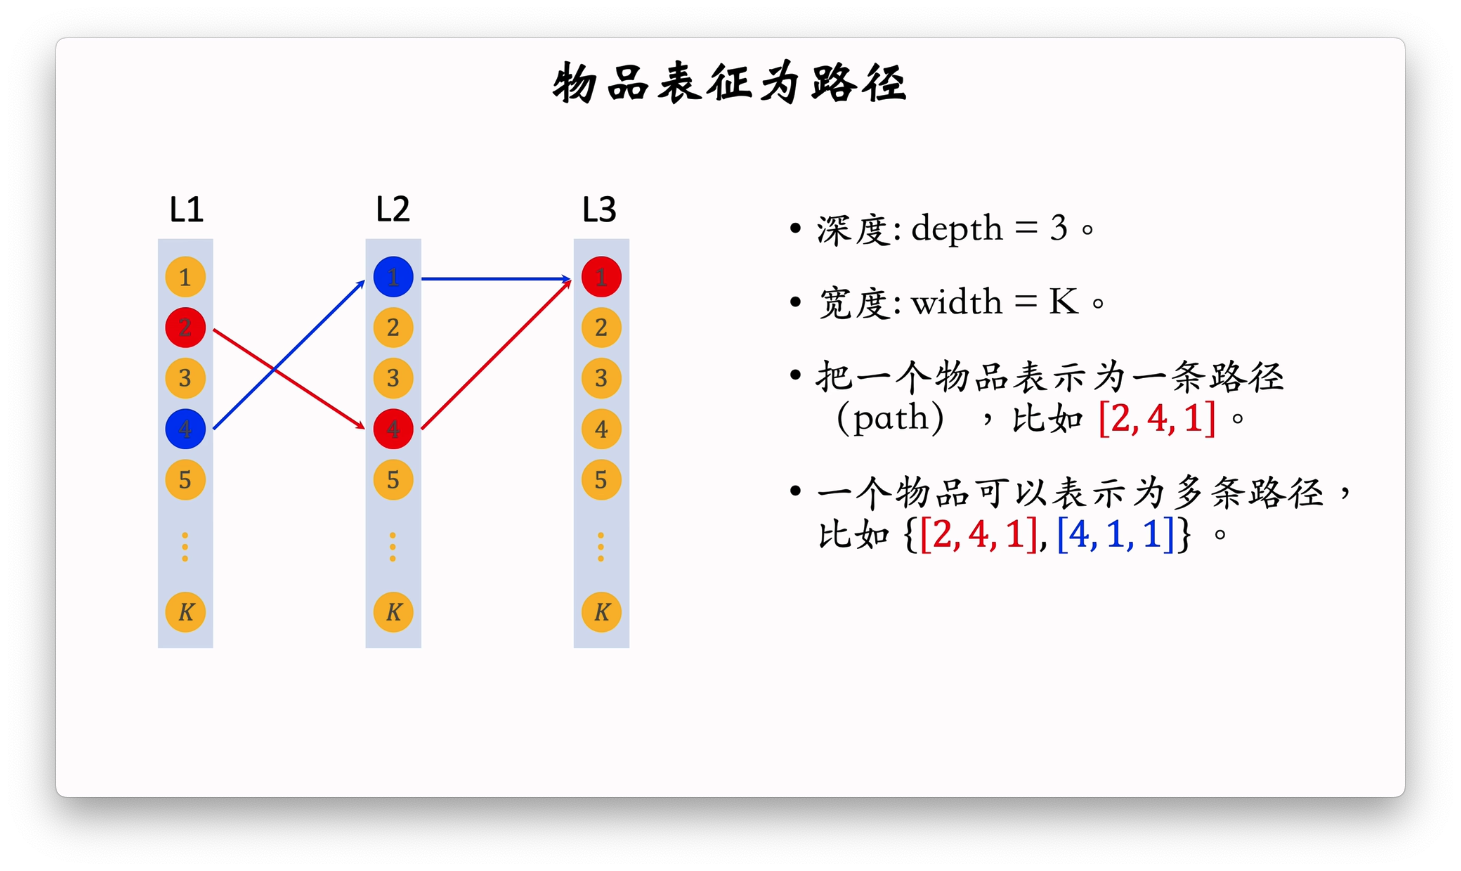 物品表征为路径
L1 L2 L3
1 1 1
2 2 2
3 3 3
4 4 4
5 5 5
⋮ ⋮ ⋮
K K K
• 深度: depth = 3。
• 宽度: width = K。
• 把一个物品表示为一条路径
（path），比如 [2, 4, 1]。
• 一个物品可以表示为多条路径，
比如 {[2, 4, 1], [4, 1, 1]} 。